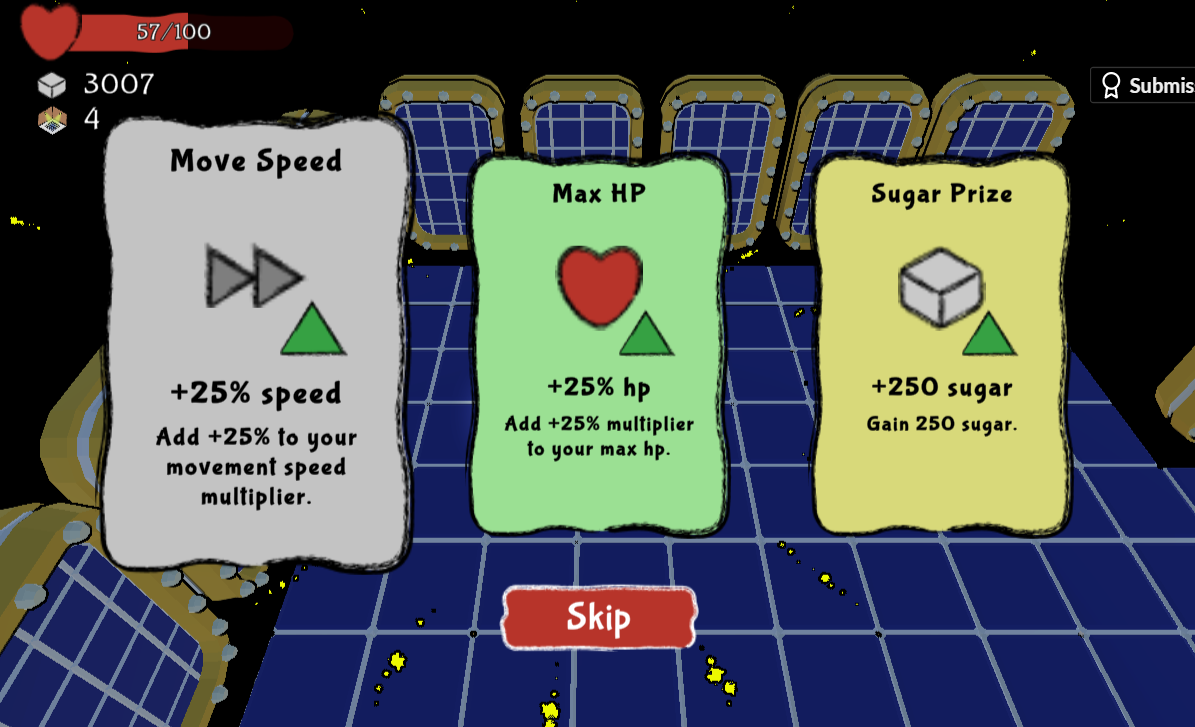 57/100
3007
4
Submis
Move Speed
+25% speed
Add +25% to your
movement speed
multiplier.
Max HP
+25% hp
Add +25% multiplier
to your max hp.
Sugar Prize
+250 sugar
Gain 250 sugar.
Skip